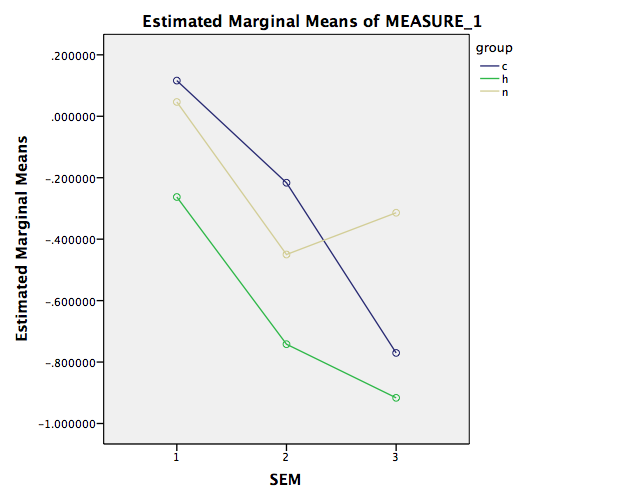 Estimated Marginal Means of MEASURE_1
group
c
h
n
Estimated Marginal Means
.200000
.000000
-.200000
-.400000
-.600000
-.800000
-1.000000
1 2 3
SEM